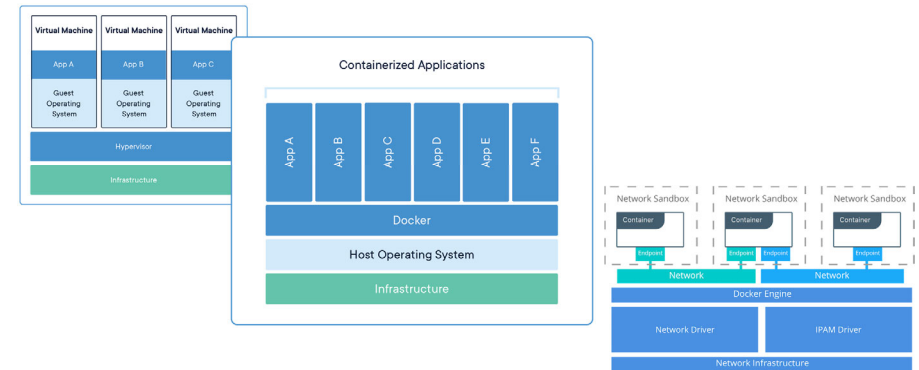 Virtual Machine
Virtual Machine
Virtual Machine
App A
App B
App C
Guest
Operating
System
Guest
Operating
System
Guest
Operating
System
Hypervisor
Infrastructure
Containerized Applications
App A
App B
App C
App D
App E
App F
Docker
Host Operating System
Infrastructure
Network Sandbox
Network Sandbox
Network Sandbox
Container
Container
Container
Endpoint
Endpoint
Endpoint
Endpoint
Network
Network
Docker Engine
Network Driver
IPAM Driver
Network Infrastructure